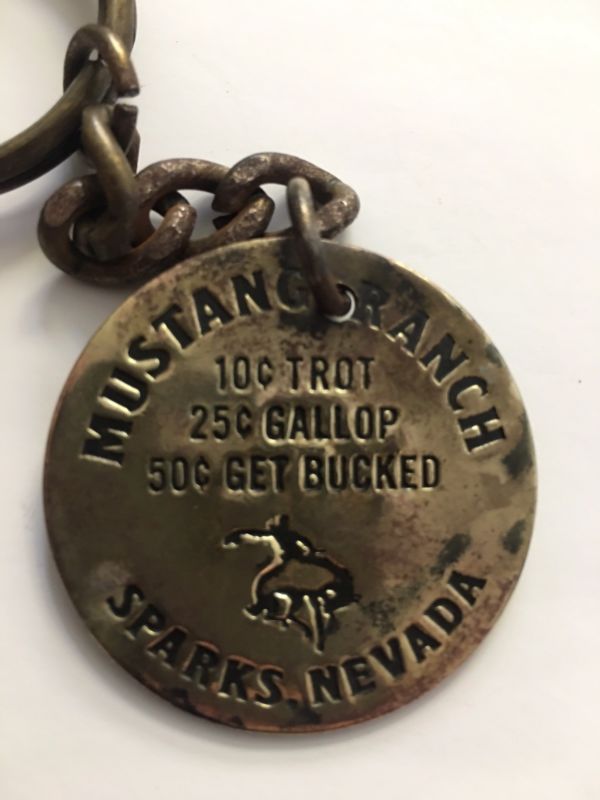 MUSTANG RANCH
10¢ TROT
25¢ GALLOP
50¢ GET BUCKED
SPARKS, NEVADA